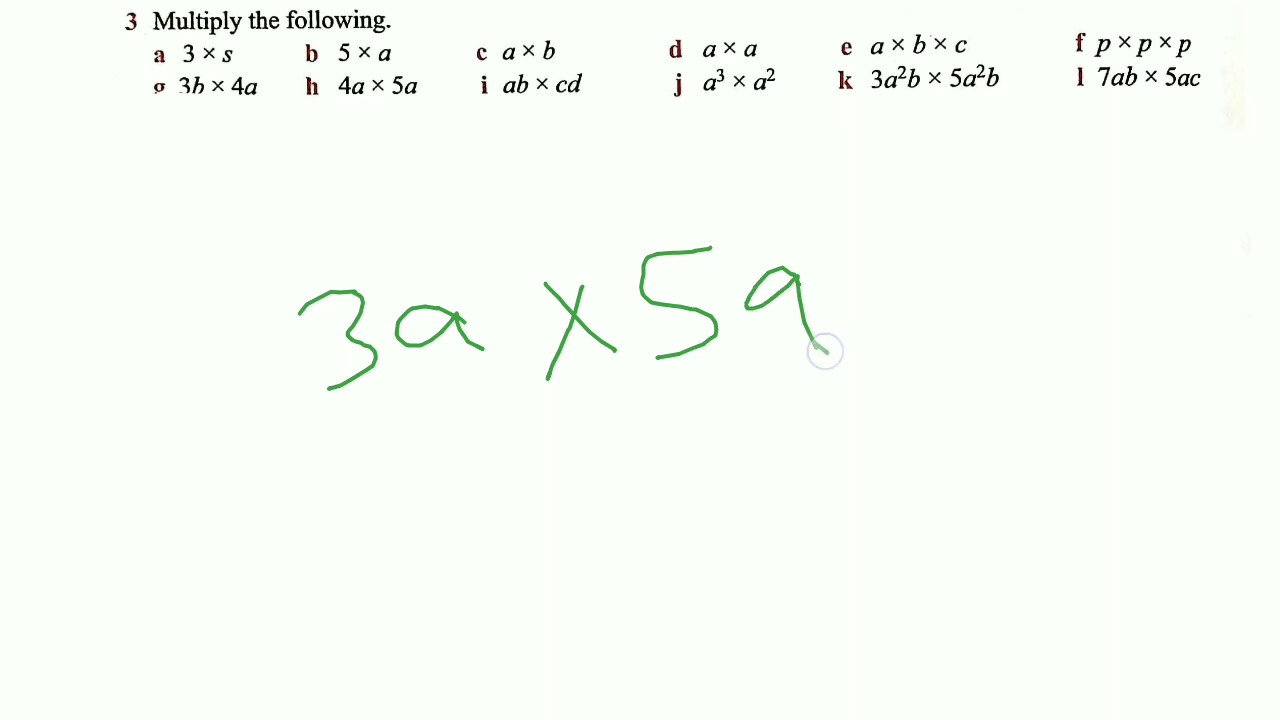 3 Multiply the following.
a 3 × s b 5 × a c a × b d a × a e a × b × c f p × p × p
g 3b × 4a h 4a × 5a i ab × cd j a³ × a² k 3a²b × 5a²b l 7ab × 5ac
3a × 5a